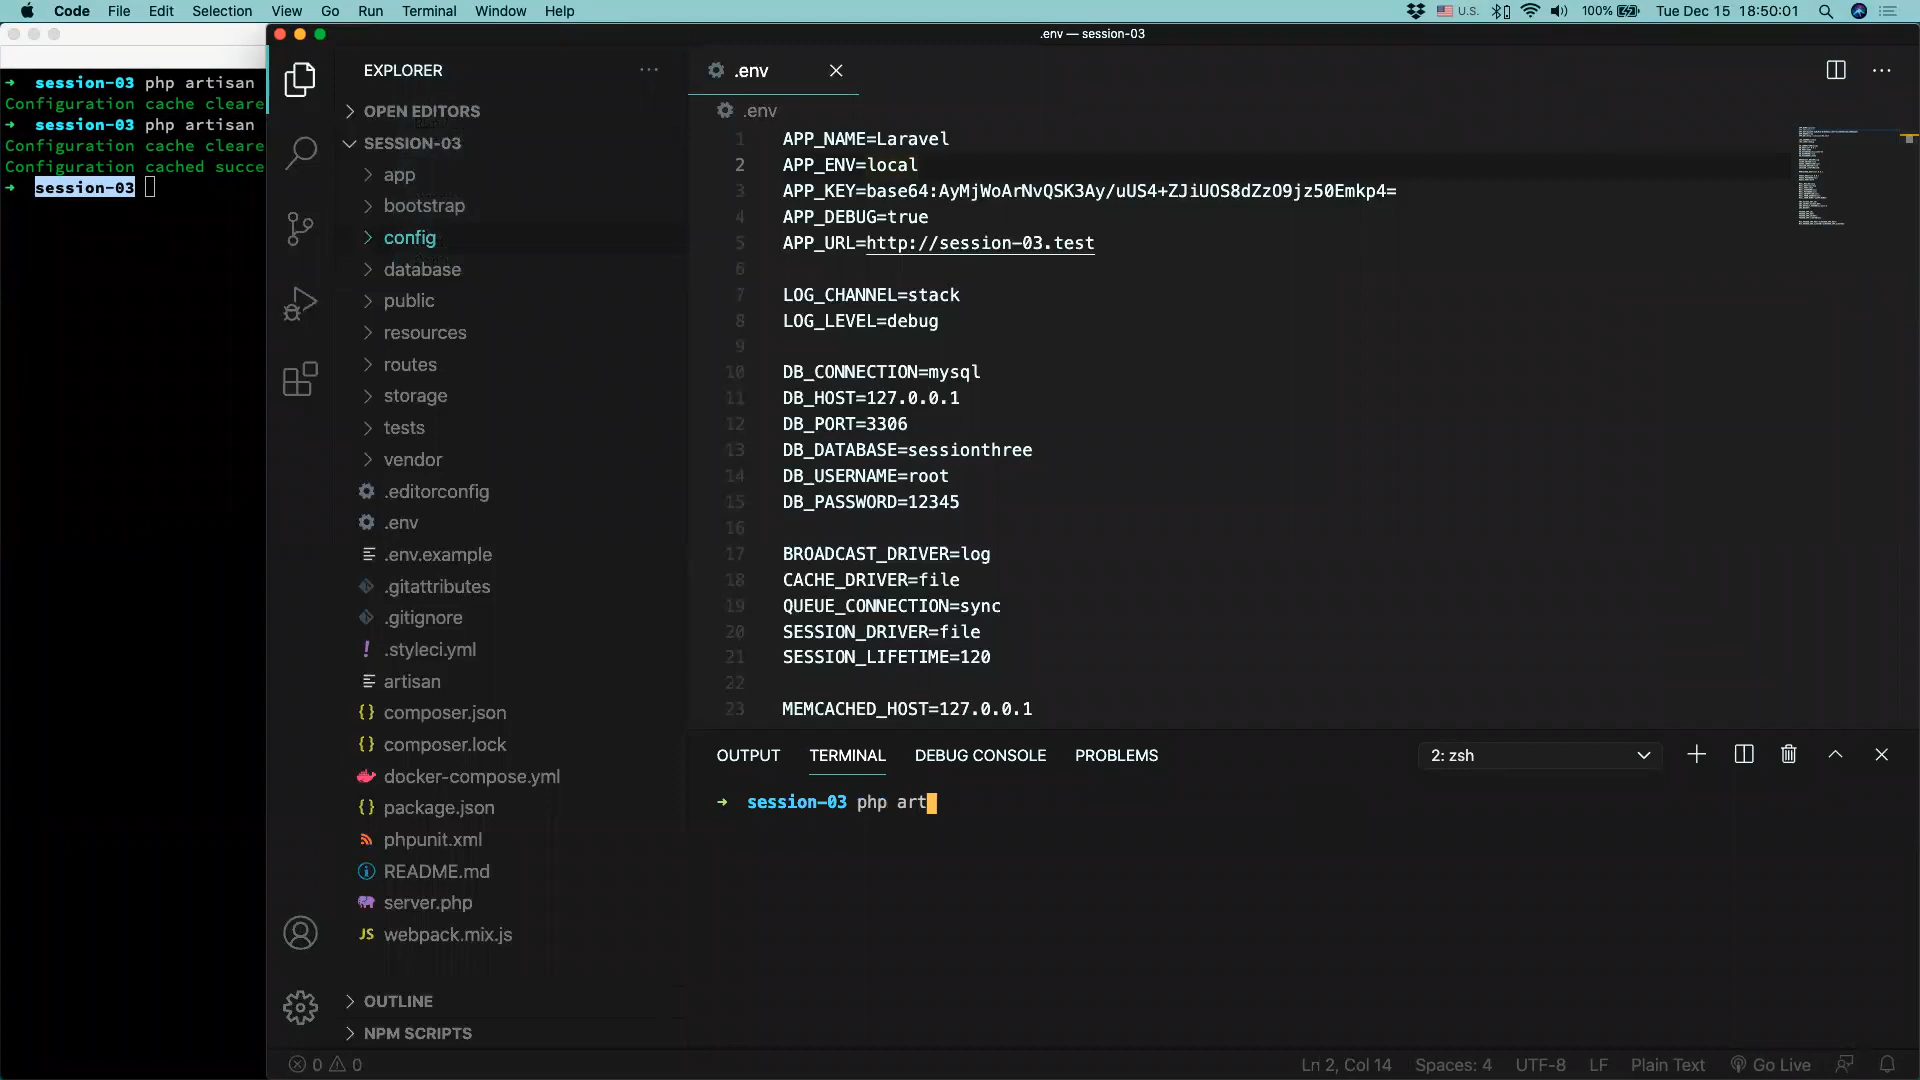 Code File Edit Selection View Go Run Terminal Window Help
U.S. 100% Tue Dec 15 18:50:01
.env — session-03
➜ session-03 php artisan
Configuration cache cleare
➜ session-03 php artisan
Configuration cache cleare
Configuration cached succe
➜ session-03
EXPLORER
OPEN EDITORS
SESSION-03
app
bootstrap
config
database
public
resources
routes
storage
tests
vendor
.editorconfig
.env
.env.example
.gitattributes
.gitignore
.styleci.yml
artisan
composer.json
composer.lock
docker-compose.yml
package.json
phpunit.xml
README.md
server.php
JS webpack.mix.js
OUTLINE
NPM SCRIPTS
.env
.env
1 APP_NAME=Laravel
2 APP_ENV=local
3 APP_KEY=base64:AyMjWoArNvQSK3Ay/uUS4+ZJiUOS8dZzO9jz50Emkp4=
4 APP_DEBUG=true
5 APP_URL=http://session-03.test
6
7 LOG_CHANNEL=stack
8 LOG_LEVEL=debug
9
10 DB_CONNECTION=mysql
11 DB_HOST=127.0.0.1
12 DB_PORT=3306
13 DB_DATABASE=sessionthree
14 DB_USERNAME=root
15 DB_PASSWORD=12345
16
17 BROADCAST_DRIVER=log
18 CACHE_DRIVER=file
19 QUEUE_CONNECTION=sync
20 SESSION_DRIVER=file
21 SESSION_LIFETIME=120
22
23 MEMCACHED_HOST=127.0.0.1
OUTPUT TERMINAL DEBUG CONSOLE PROBLEMS 2: zsh
➜ session-03 php art
0 0 Ln 2, Col 14 Spaces: 4 UTF-8 LF Plain Text Go Live